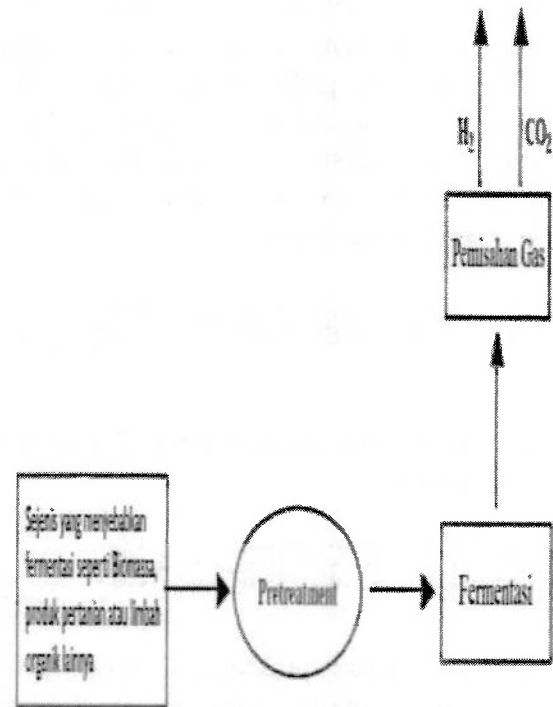 H₂
CO₂
Pemisahan Gas
Sejenis yang menyebabkan
fermentasi seperti Biomassa,
produk pertanian atau limbah
organik lainnya
Pretreatment
Fermentasi